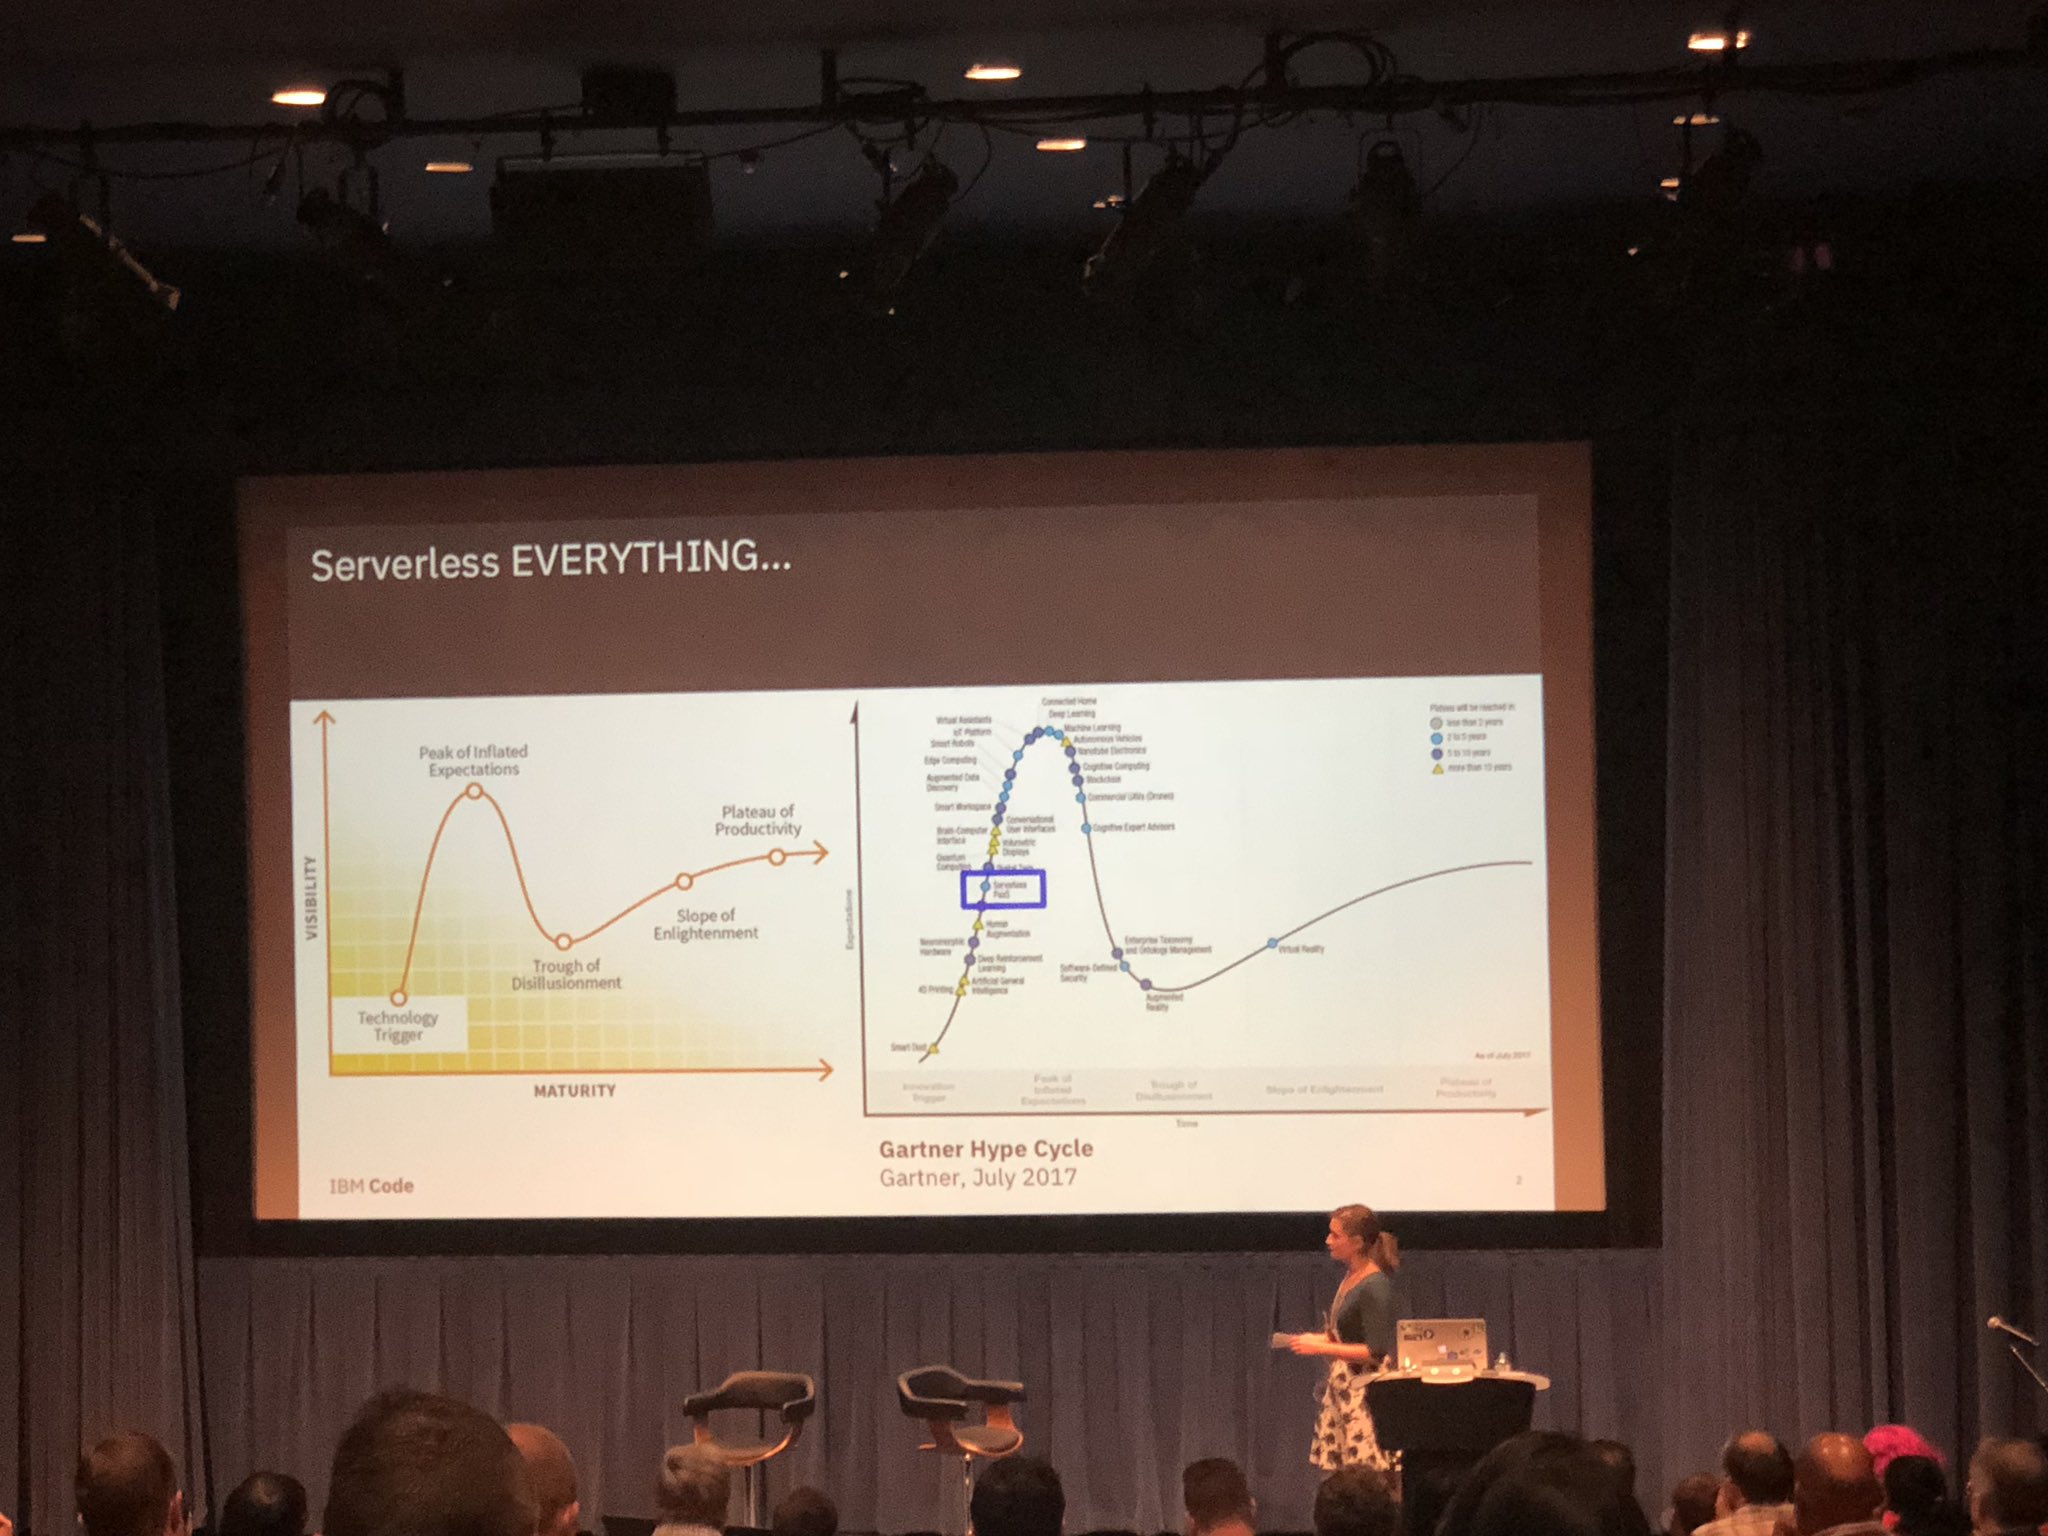 Serverless EVERYTHING...
Peak of Inflated
Expectations
Plateau of
Productivity
Slope of
Enlightenment
Trough of
Disillusionment
Technology
Trigger
VISIBILITY
MATURITY
IBM Code
Connected Home
Deep Learning
Machine Learning
Autonomous Vehicles
Nanotube Electronics
Cognitive Computing
Blockchain
Commercial UAVs (Drones)
Cognitive Expert Advisors
Virtual Assistants
IoT Platform
Smart Robots
Edge Computing
Augmented Data
Discovery
Smart Workspace
Conversational
User Interfaces
Brain-Computer
Interface
Volumetric
Displays
Quantum
Computing
Serverless
PaaS
Human
Augmentation
Neuromorphic
Hardware
Deep Reinforcement
Learning
Artificial General
Intelligence
4D Printing
Smart Dust
Enterprise Taxonomy
and Ontology Management
Software-Defined
Security
Augmented
Reality
Virtual Reality
Plateau will be reached in:
less than 2 years
2 to 5 years
5 to 10 years
more than 10 years
As of July 2017
Expectations
Innovation
Trigger
Peak of
Inflated
Expectations
Trough of
Disillusionment
Slope of Enlightenment
Plateau of
Productivity
Time
Gartner Hype Cycle
Gartner, July 2017
2